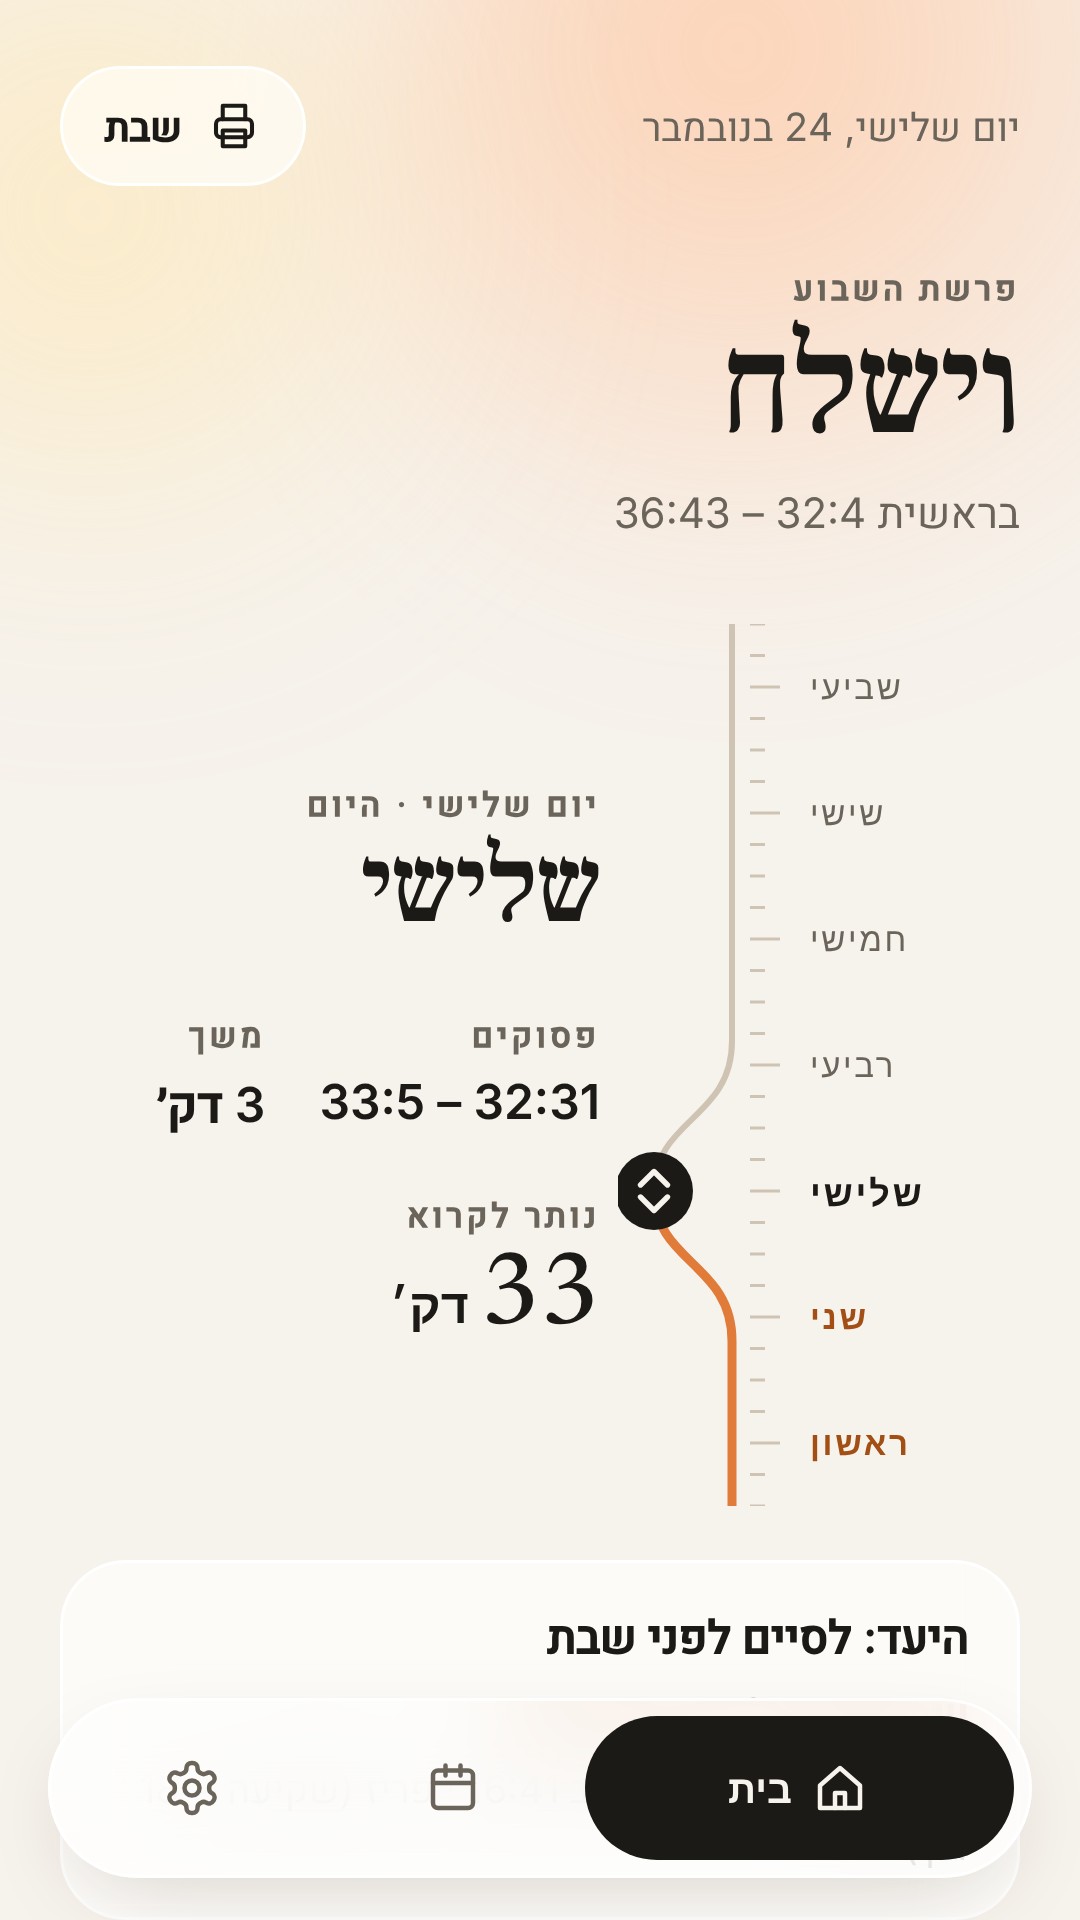 יום שלישי, 24 בנובמבר
שבת
פרשת השבוע
וישלח
בראשית 32:4 – 36:43
שביעי
שישי
חמישי
רביעי
שלישי
שני
ראשון
יום שלישי · היום
שלישי
פסוקים
32:31 – 33:5
משך
3 דק׳
נותר לקרוא
33 דק׳
היעד: לסיים לפני שבת
בית